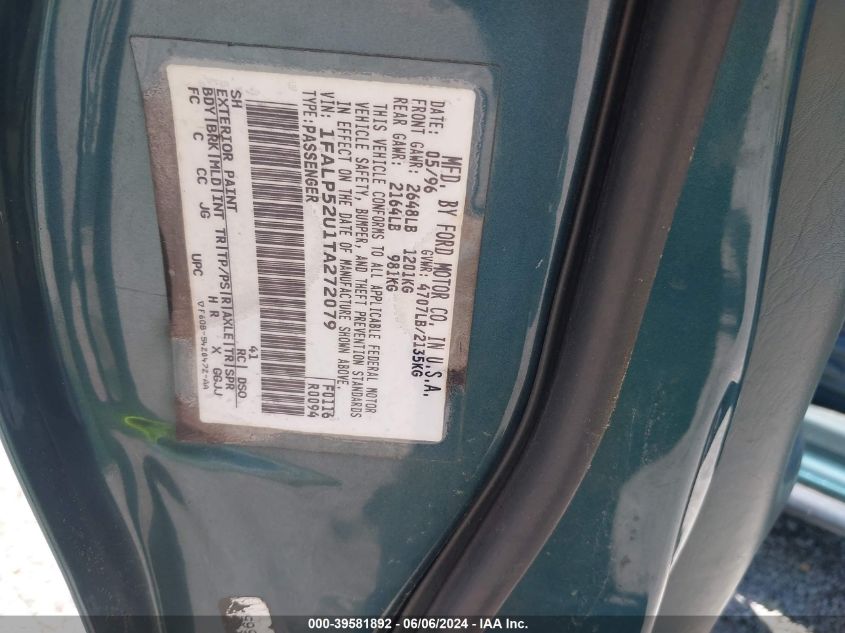 MFD. BY FORD MOTOR CO. IN U.S.A.
DATE: 05/96 GVWR: 4707LB/2135KG
FRONT GAWR: 2648LB 1201KG
REAR GAWR: 2164LB 981KG
THIS VEHICLE CONFORMS TO ALL APPLICABLE FEDERAL MOTOR
VEHICLE SAFETY, BUMPER, AND THEFT PREVENTION STANDARDS
IN EFFECT ON THE DATE OF MANUFACTURE SHOWN ABOVE.
VIN: 1FALP52U1TA272079
TYPE: PASSENGER
F0116
R0094
SH 41
EXTERIOR PAINT RC DSO
BDY BRK MLD INT TR TP/PS R AXLE TR SPR
FC C CC JG H R X GGJJ
UPC
000-39581892 - 06/06/2024 - IAA Inc.